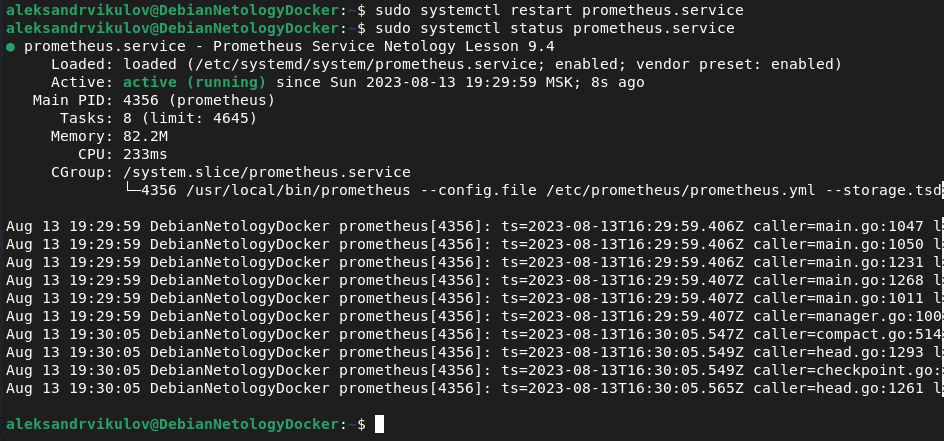 aleksandrvikulov@DebianNetologyDocker:~$ sudo systemctl restart prometheus.service
aleksandrvikulov@DebianNetologyDocker:~$ sudo systemctl status prometheus.service
● prometheus.service - Prometheus Service Netology Lesson 9.4
     Loaded: loaded (/etc/systemd/system/prometheus.service; enabled; vendor preset: enabled)
     Active: active (running) since Sun 2023-08-13 19:29:59 MSK; 8s ago
   Main PID: 4356 (prometheus)
      Tasks: 8 (limit: 4645)
     Memory: 82.2M
        CPU: 233ms
     CGroup: /system.slice/prometheus.service
             └─4356 /usr/local/bin/prometheus --config.file /etc/prometheus/prometheus.yml --storage.tsd

Aug 13 19:29:59 DebianNetologyDocker prometheus[4356]: ts=2023-08-13T16:29:59.406Z caller=main.go:1047 l
Aug 13 19:29:59 DebianNetologyDocker prometheus[4356]: ts=2023-08-13T16:29:59.406Z caller=main.go:1050 l
Aug 13 19:29:59 DebianNetologyDocker prometheus[4356]: ts=2023-08-13T16:29:59.406Z caller=main.go:1231 l
Aug 13 19:29:59 DebianNetologyDocker prometheus[4356]: ts=2023-08-13T16:29:59.407Z caller=main.go:1268 l
Aug 13 19:29:59 DebianNetologyDocker prometheus[4356]: ts=2023-08-13T16:29:59.407Z caller=main.go:1011 l
Aug 13 19:29:59 DebianNetologyDocker prometheus[4356]: ts=2023-08-13T16:29:59.407Z caller=manager.go:100
Aug 13 19:30:05 DebianNetologyDocker prometheus[4356]: ts=2023-08-13T16:30:05.547Z caller=compact.go:514
Aug 13 19:30:05 DebianNetologyDocker prometheus[4356]: ts=2023-08-13T16:30:05.549Z caller=head.go:1293 l
Aug 13 19:30:05 DebianNetologyDocker prometheus[4356]: ts=2023-08-13T16:30:05.549Z caller=checkpoint.go:
Aug 13 19:30:05 DebianNetologyDocker prometheus[4356]: ts=2023-08-13T16:30:05.565Z caller=head.go:1261 l

aleksandrvikulov@DebianNetologyDocker:~$